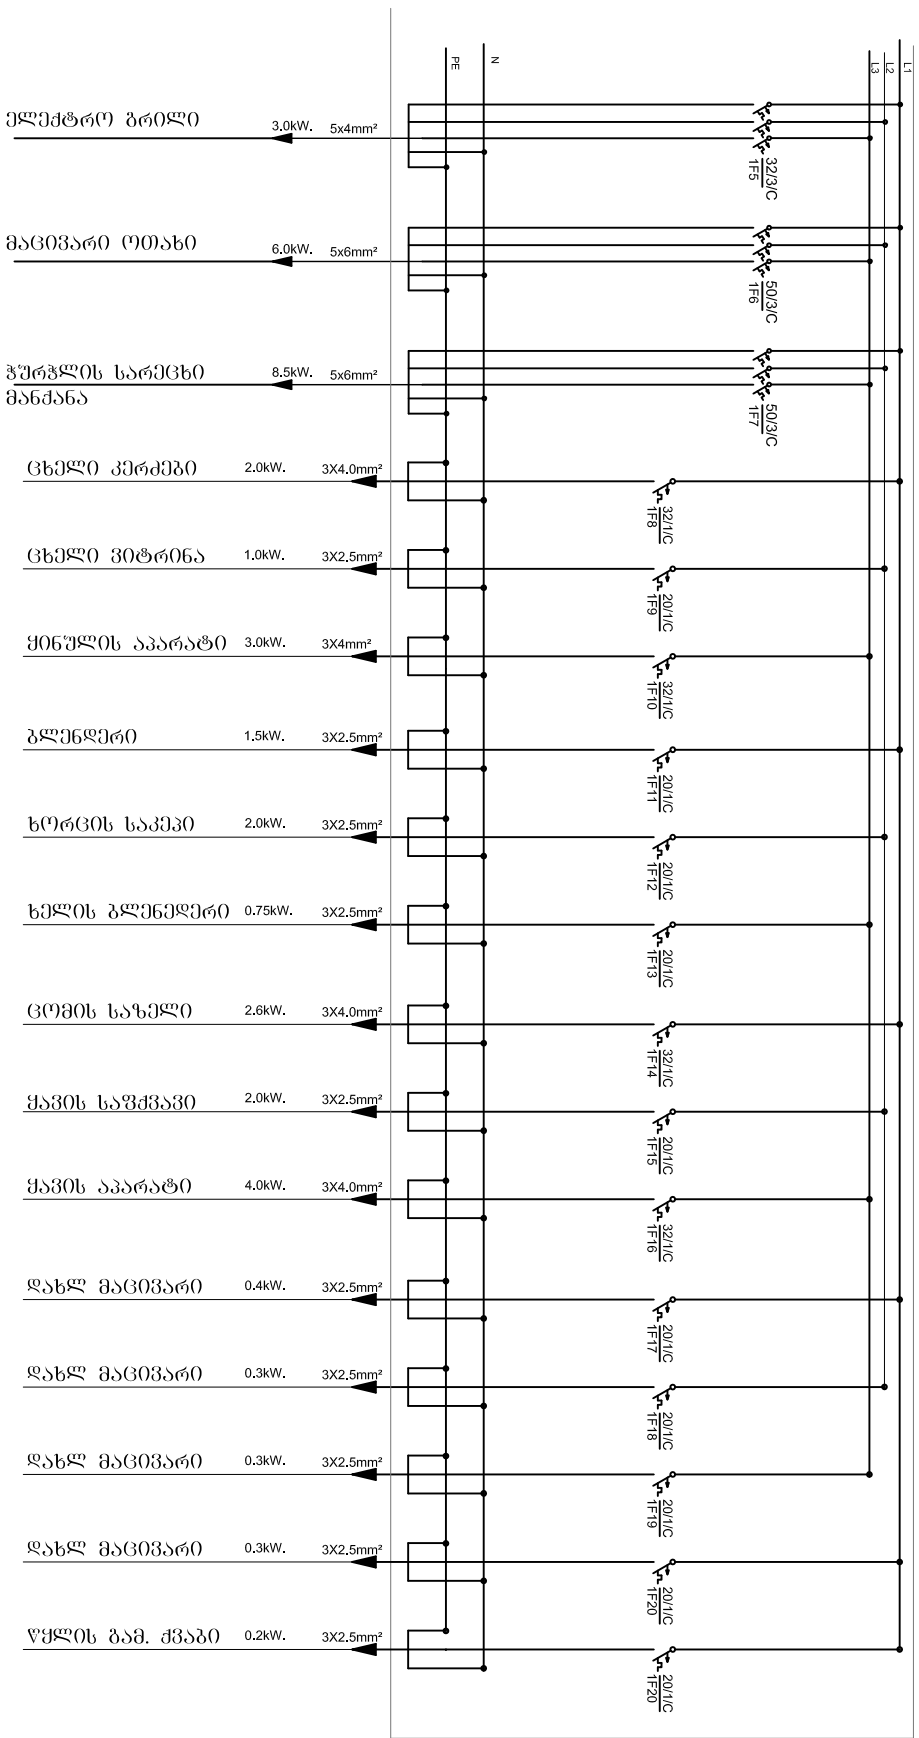 PE
N
L3
L2
L1
ელექტრო გრილი 3.0kW. 5x4mm²
32/3/C
1F5
მაცივარი ოთახი 6.0kW. 5x6mm²
50/3/C
1F6
ჭურჭლის სარეცხი 8.5kW. 5x6mm²
მანქანა
50/3/C
1F7
ცხელი კერძები 2.0kW. 3X4.0mm²
32/1/C
1F8
ცხელი ვიტრინა 1.0kW. 3X2.5mm²
20/1/C
1F9
ყინულის აპარატი 3.0kW. 3X4mm²
32/1/C
1F10
ბლენდერი 1.5kW. 3X2.5mm²
20/1/C
1F11
ხორცის საკეპი 2.0kW. 3X2.5mm²
20/1/C
1F12
ხელის ბლენედერი 0.75kW. 3X2.5mm²
20/1/C
1F13
ცომის საზელი 2.6kW. 3X4.0mm²
32/1/C
1F14
ყავის საფქვავი 2.0kW. 3X2.5mm²
20/1/C
1F15
ყავის აპარატი 4.0kW. 3X4.0mm²
32/1/C
1F16
დახლ მაცივარი 0.4kW. 3X2.5mm²
20/1/C
1F17
დახლ მაცივარი 0.3kW. 3X2.5mm²
20/1/C
1F18
დახლ მაცივარი 0.3kW. 3X2.5mm²
20/1/C
1F19
დახლ მაცივარი 0.3kW. 3X2.5mm²
20/1/C
1F20
წყლის გამ. ქვაბი 0.2kW. 3X2.5mm²
20/1/C
1F20